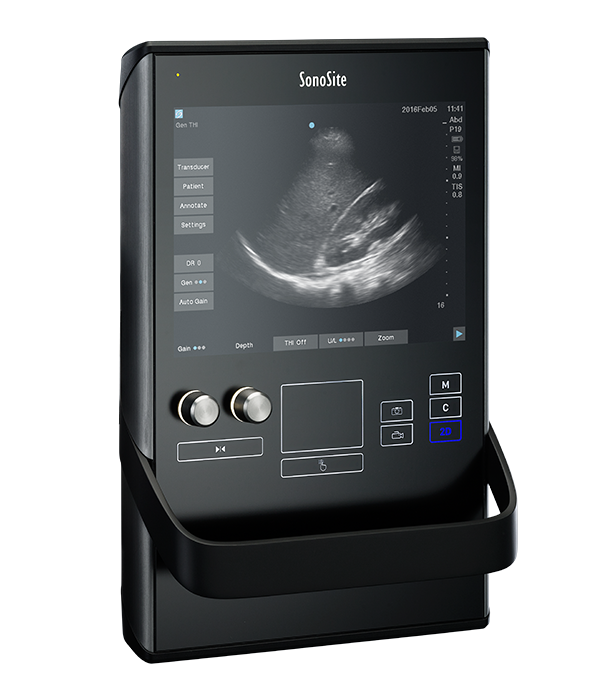 SonoSite
2016Feb05 11:41
Gen THI
Abd
P19
98%
MI
0.9
TIS
0.8
Transducer
Patient
Annotate
Settings
DR 0
Gen
Auto Gain
16
Gain
Depth
THI Off
U/L
Zoom
M
C
2D